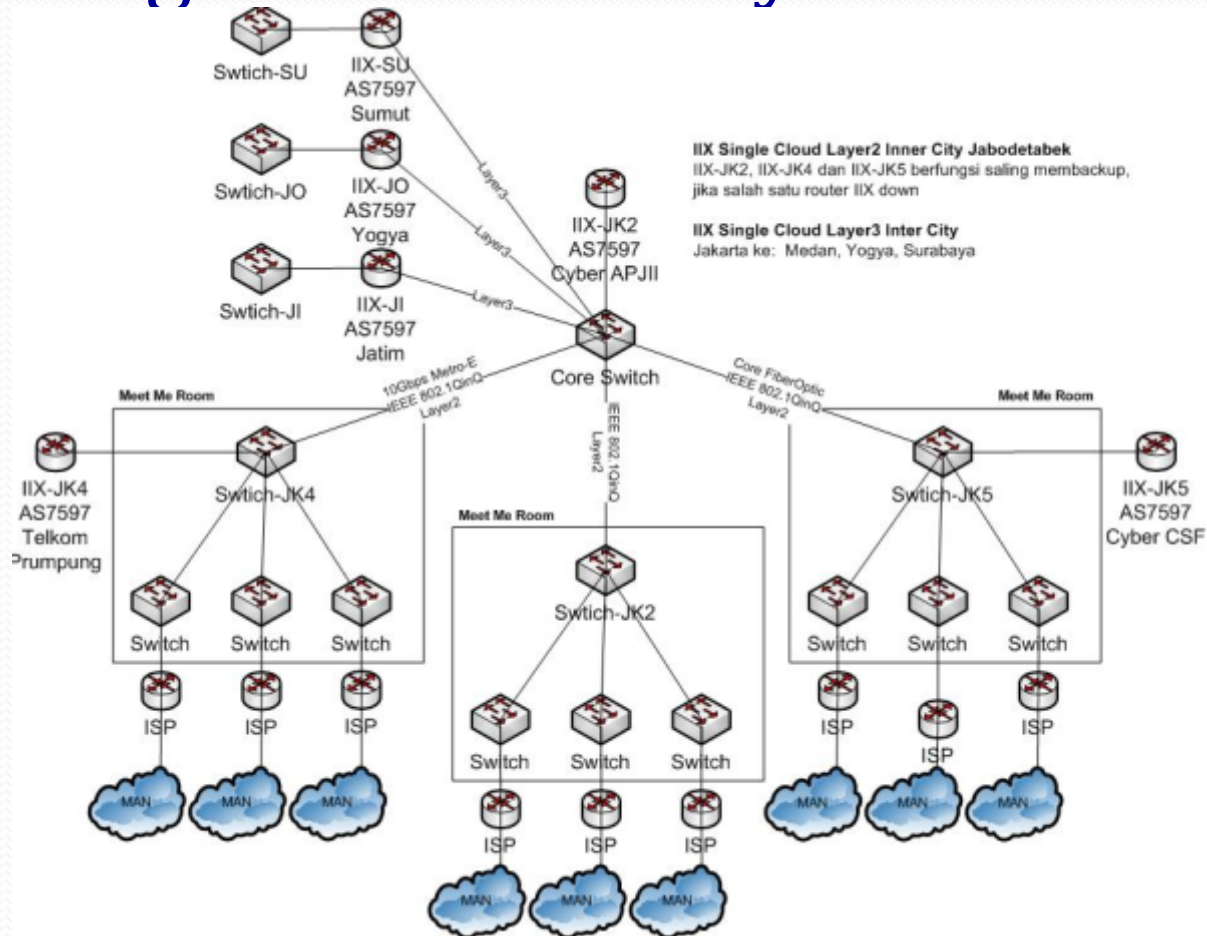 Swtich-SU
IIX-SU
AS7597
Sumut
Layer3
Swtich-JO
IIX-JO
AS7597
Yogya
Layer3
Swtich-JI
IIX-JI
AS7597
Jatim
Layer3
IIX-JK2
AS7597
Cyber APJII
IIX Single Cloud Layer2 Inner City Jabodetabek
IIX-JK2, IIX-JK4 dan IIX-JK5 berfungsi saling membackup,
jika salah satu router IIX down
IIX Single Cloud Layer3 Inter City
Jakarta ke: Medan, Yogya, Surabaya
Core Switch
10Gbps Metro-E
IEEE 802.1QinQ
Layer2
IEEE 802.1QinQ
Layer2
Core FiberOptic
IEEE 802.1QinQ
Layer2
Meet Me Room
IIX-JK4
AS7597
Telkom
Prumpung
Swtich-JK4
Switch
Switch
Switch
ISP
ISP
ISP
MAN
MAN
MAN
Meet Me Room
Swtich-JK2
Switch
Switch
Switch
ISP
ISP
ISP
MAN
MAN
MAN
Meet Me Room
Swtich-JK5
IIX-JK5
AS7597
Cyber CSF
Switch
Switch
Switch
ISP
ISP
ISP
MAN
MAN
MAN